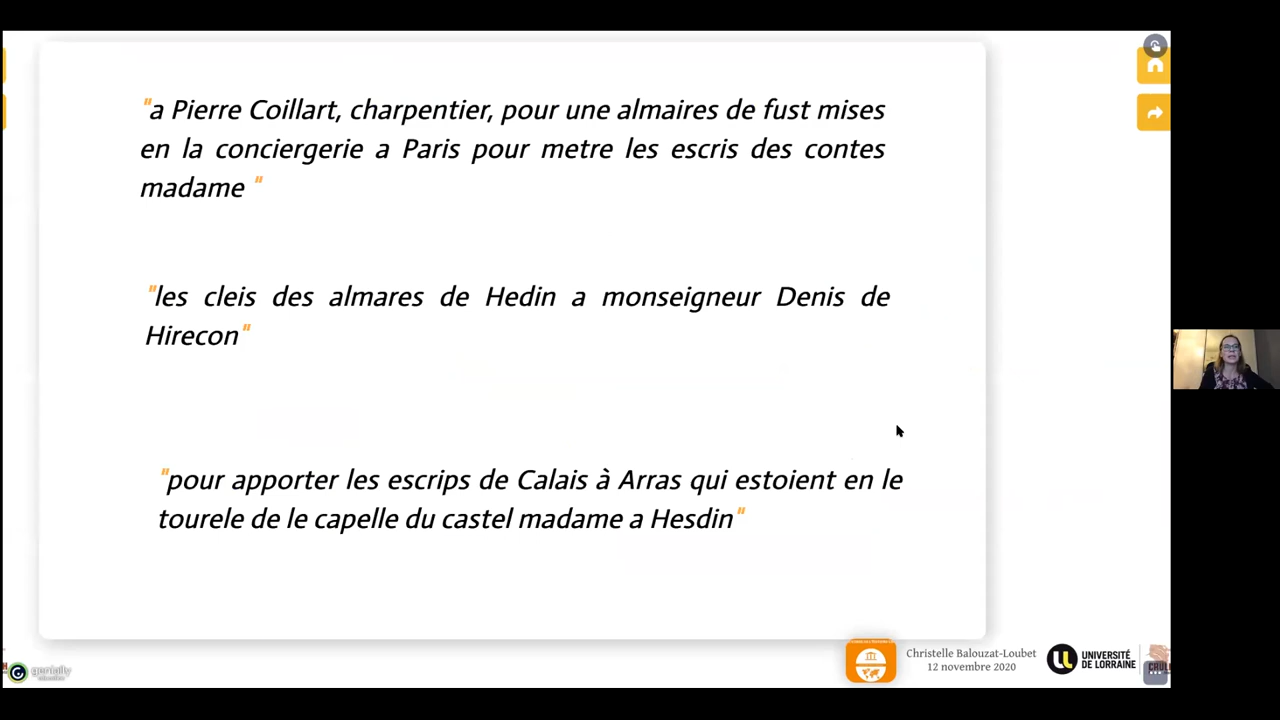 "a Pierre Coillart, charpentier, pour une almaires de fust mises
en la conciergerie a Paris pour metre les escris des contes
madame "
"les cleis des almares de Hedin a monseigneur Denis de
Hirecon"
"pour apporter les escrips de Calais à Arras qui estoient en le
tourele de le capelle du castel madame a Hesdin"
Christelle Balouzat-Loubet
12 novembre 2020
UNIVERSITÉ
DE LORRAINE
genially